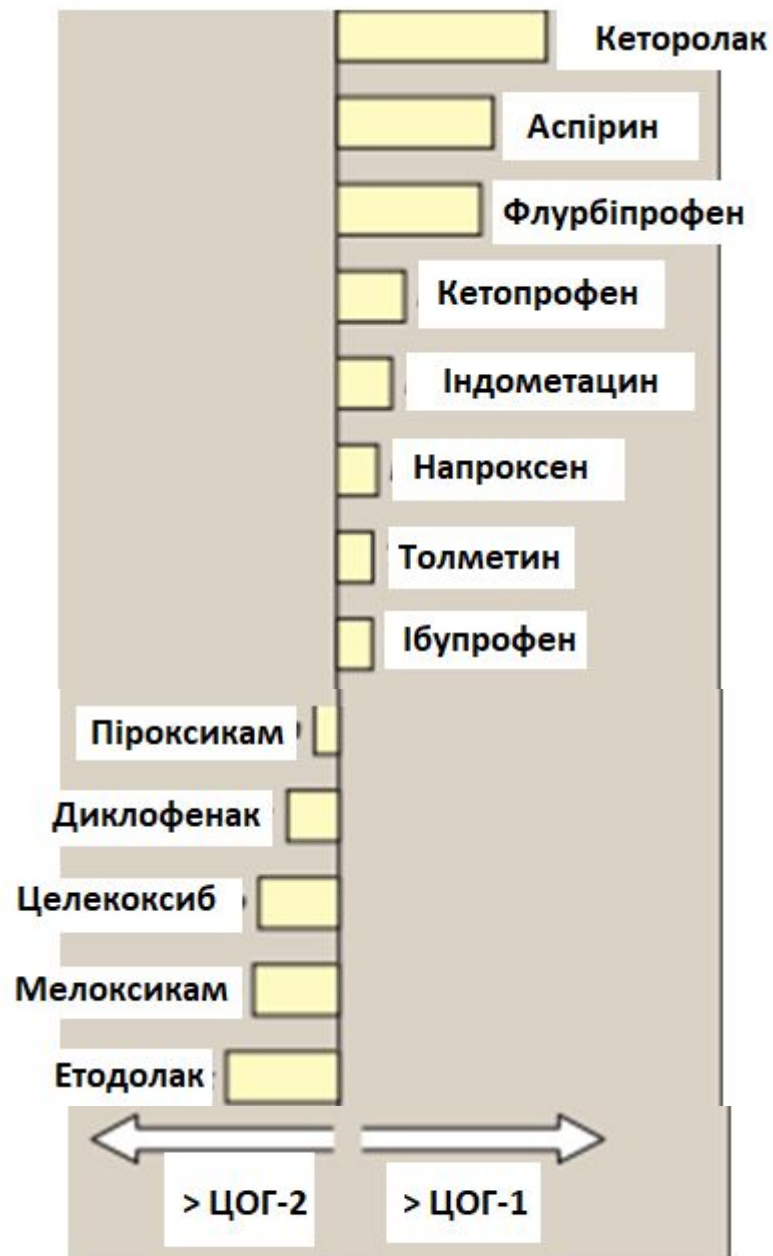 Кеторолак
Аспірин
Флурбіпрофен
Кетопрофен
Індометацин
Напроксен
Толметин
Ібупрофен
Піроксикам
Диклофенак
Целекоксиб
Мелоксикам
Етодолак
> ЦОГ-2 > ЦОГ-1